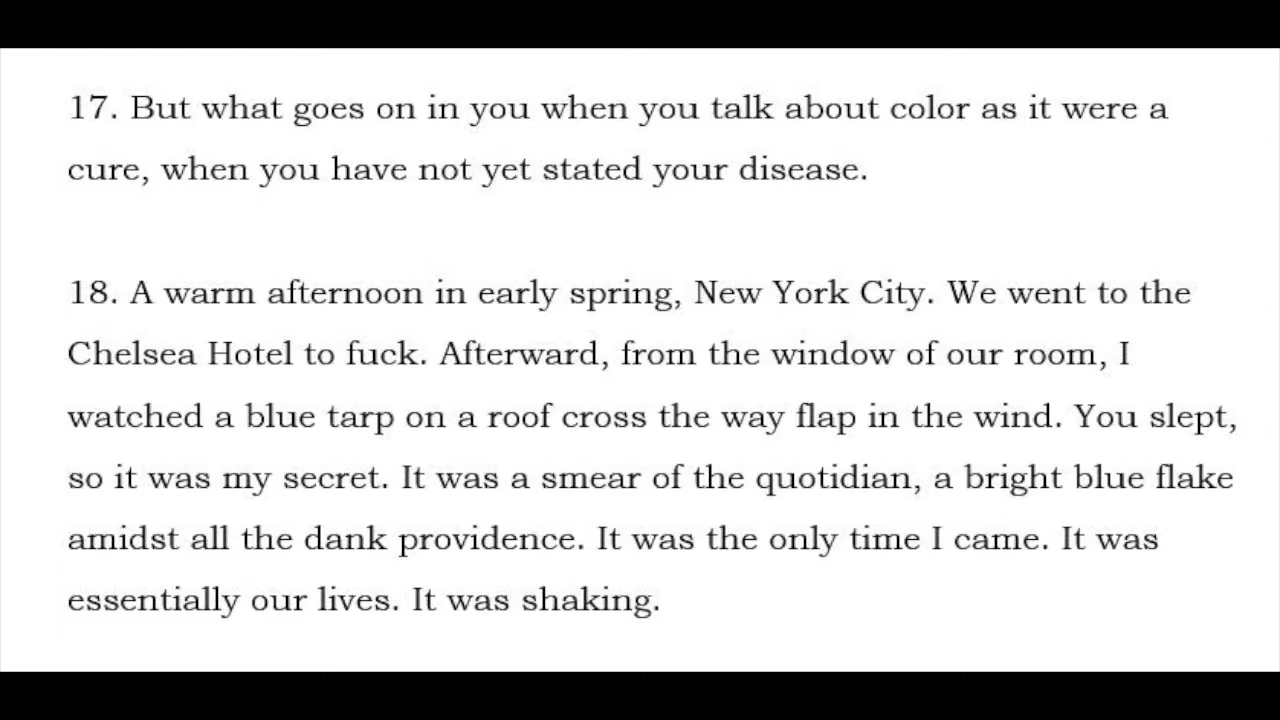 17. But what goes on in you when you talk about color as it were a
cure, when you have not yet stated your disease.
18. A warm afternoon in early spring, New York City. We went to the
Chelsea Hotel to fuck. Afterward, from the window of our room, I
watched a blue tarp on a roof cross the way flap in the wind. You slept,
so it was my secret. It was a smear of the quotidian, a bright blue flake
amidst all the dank providence. It was the only time I came. It was
essentially our lives. It was shaking.